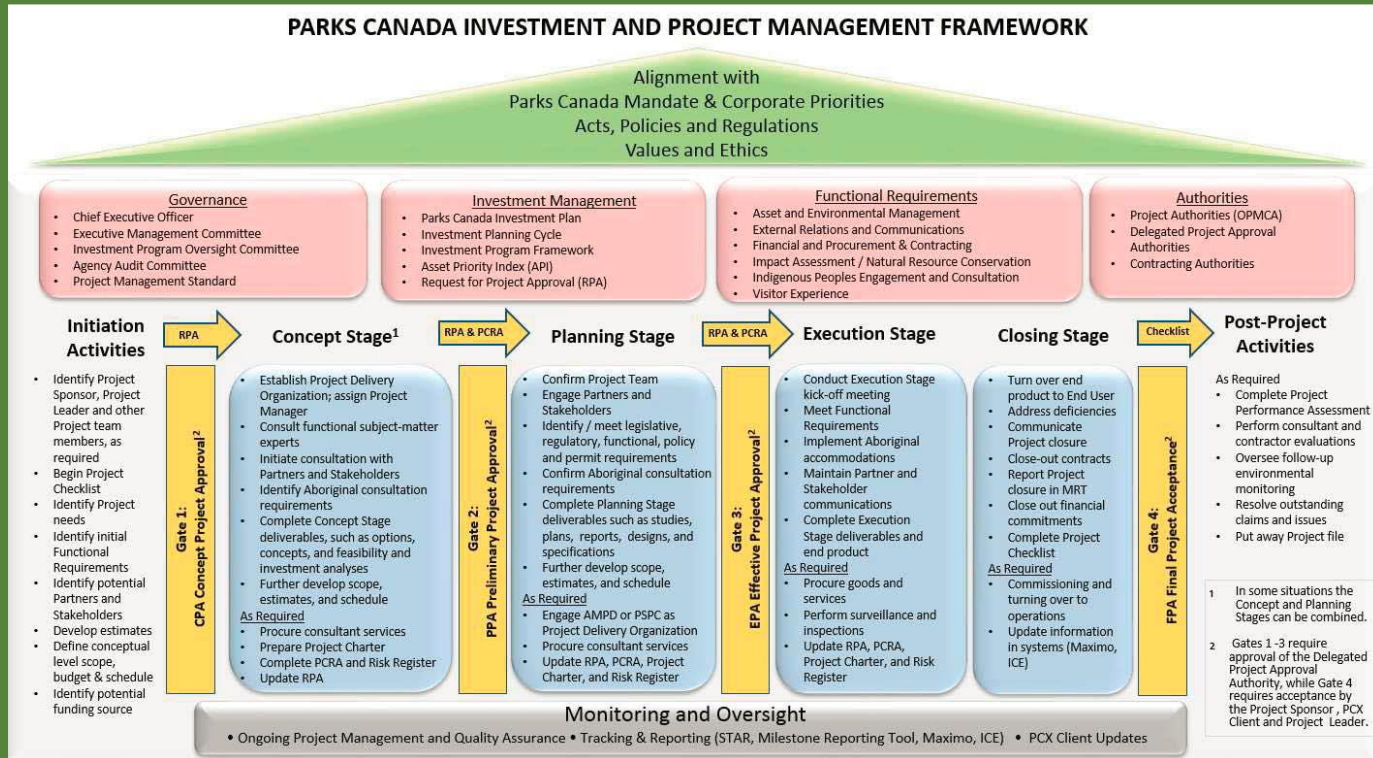 PARKS CANADA INVESTMENT AND PROJECT MANAGEMENT FRAMEWORK
Alignment with
Parks Canada Mandate & Corporate Priorities
Acts, Policies and Regulations
Values and Ethics
Governance
• Chief Executive Officer
• Executive Management Committee
• Investment Program Oversight Committee
• Agency Audit Committee
• Project Management Standard
Investment Management
• Parks Canada Investment Plan
• Investment Planning Cycle
• Investment Program Framework
• Asset Priority Index (API)
• Request for Project Approval (RPA)
Functional Requirements
• Asset and Environmental Management
• External Relations and Communications
• Financial and Procurement & Contracting
• Impact Assessment / Natural Resource Conservation
• Indigenous Peoples Engagement and Consultation
• Visitor Experience
Authorities
• Project Authorities (OPMCA)
• Delegated Project Approval
Authorities
• Contracting Authorities
Initiation
Activities
• Identify Project
Sponsor, Project
Leader and other
Project team
members, as
required
• Begin Project
Checklist
• Identify Project
needs
• Identify initial
Functional
Requirements
• Identify potential
Partners and
Stakeholders
• Develop estimates
• Define conceptual
level scope,
budget & schedule
• Identify potential
funding source
RPA
Gate 1:
CPA Concept Project Approval²
Concept Stage¹
• Establish Project Delivery
Organization; assign Project
Manager
• Consult functional subject-matter
experts
• Initiate consultation with
Partners and Stakeholders
• Identify Aboriginal consultation
requirements
• Complete Concept Stage
deliverables, such as options,
concepts, and feasibility and
investment analyses
• Further develop scope,
estimates, and schedule
As Required
• Procure consultant services
• Prepare Project Charter
• Complete PCRA and Risk Register
• Update RPA
RPA & PCRA
Gate 2:
PPA Preliminary Project Approval²
Planning Stage
• Confirm Project Team
• Engage Partners and
Stakeholders
• Identify / meet legislative,
regulatory, functional, policy
and permit requirements
• Confirm Aboriginal consultation
requirements
• Complete Planning Stage
deliverables such as studies,
plans, reports, designs, and
specifications
• Further develop scope,
estimates, and schedule
As Required
• Engage AMPD or PSPC as
Project Delivery Organization
• Procure consultant services
• Update RPA, PCRA, Project
Charter, and Risk Register
RPA & PCRA
Gate 3:
EPA Effective Project Approval²
Execution Stage
• Conduct Execution Stage
kick-off meeting
• Meet Functional
Requirements
• Implement Aboriginal
accommodations
• Maintain Partner and
Stakeholder
communications
• Complete Execution
Stage deliverables and
end product
As Required
• Procure goods and
services
• Perform surveillance and
inspections
• Update RPA, PCRA,
Project Charter, and Risk
Register
Closing Stage
• Turn over end
product to End User
• Address deficiencies
• Communicate
Project closure
• Close-out contracts
• Report Project
closure in MRT
• Close out financial
commitments
• Complete Project
Checklist
As Required
• Commissioning and
turning over to
operations
• Update information
in systems (Maximo,
ICE)
Checklist
Gate 4:
FPA Final Project Acceptance²
Post-Project
Activities
As Required
• Complete Project
Performance Assessment
• Perform consultant and
contractor evaluations
• Oversee follow-up
environmental
monitoring
• Resolve outstanding
claims and issues
• Put away Project file
1 In some situations the
Concept and Planning
Stages can be combined.
2 Gates 1 -3 require
approval of the Delegated
Project Approval
Authority, while Gate 4
requires acceptance by
the Project Sponsor , PCX
Client and Project Leader.
Monitoring and Oversight
• Ongoing Project Management and Quality Assurance • Tracking & Reporting (STAR, Milestone Reporting Tool, Maximo, ICE) • PCX Client Updates